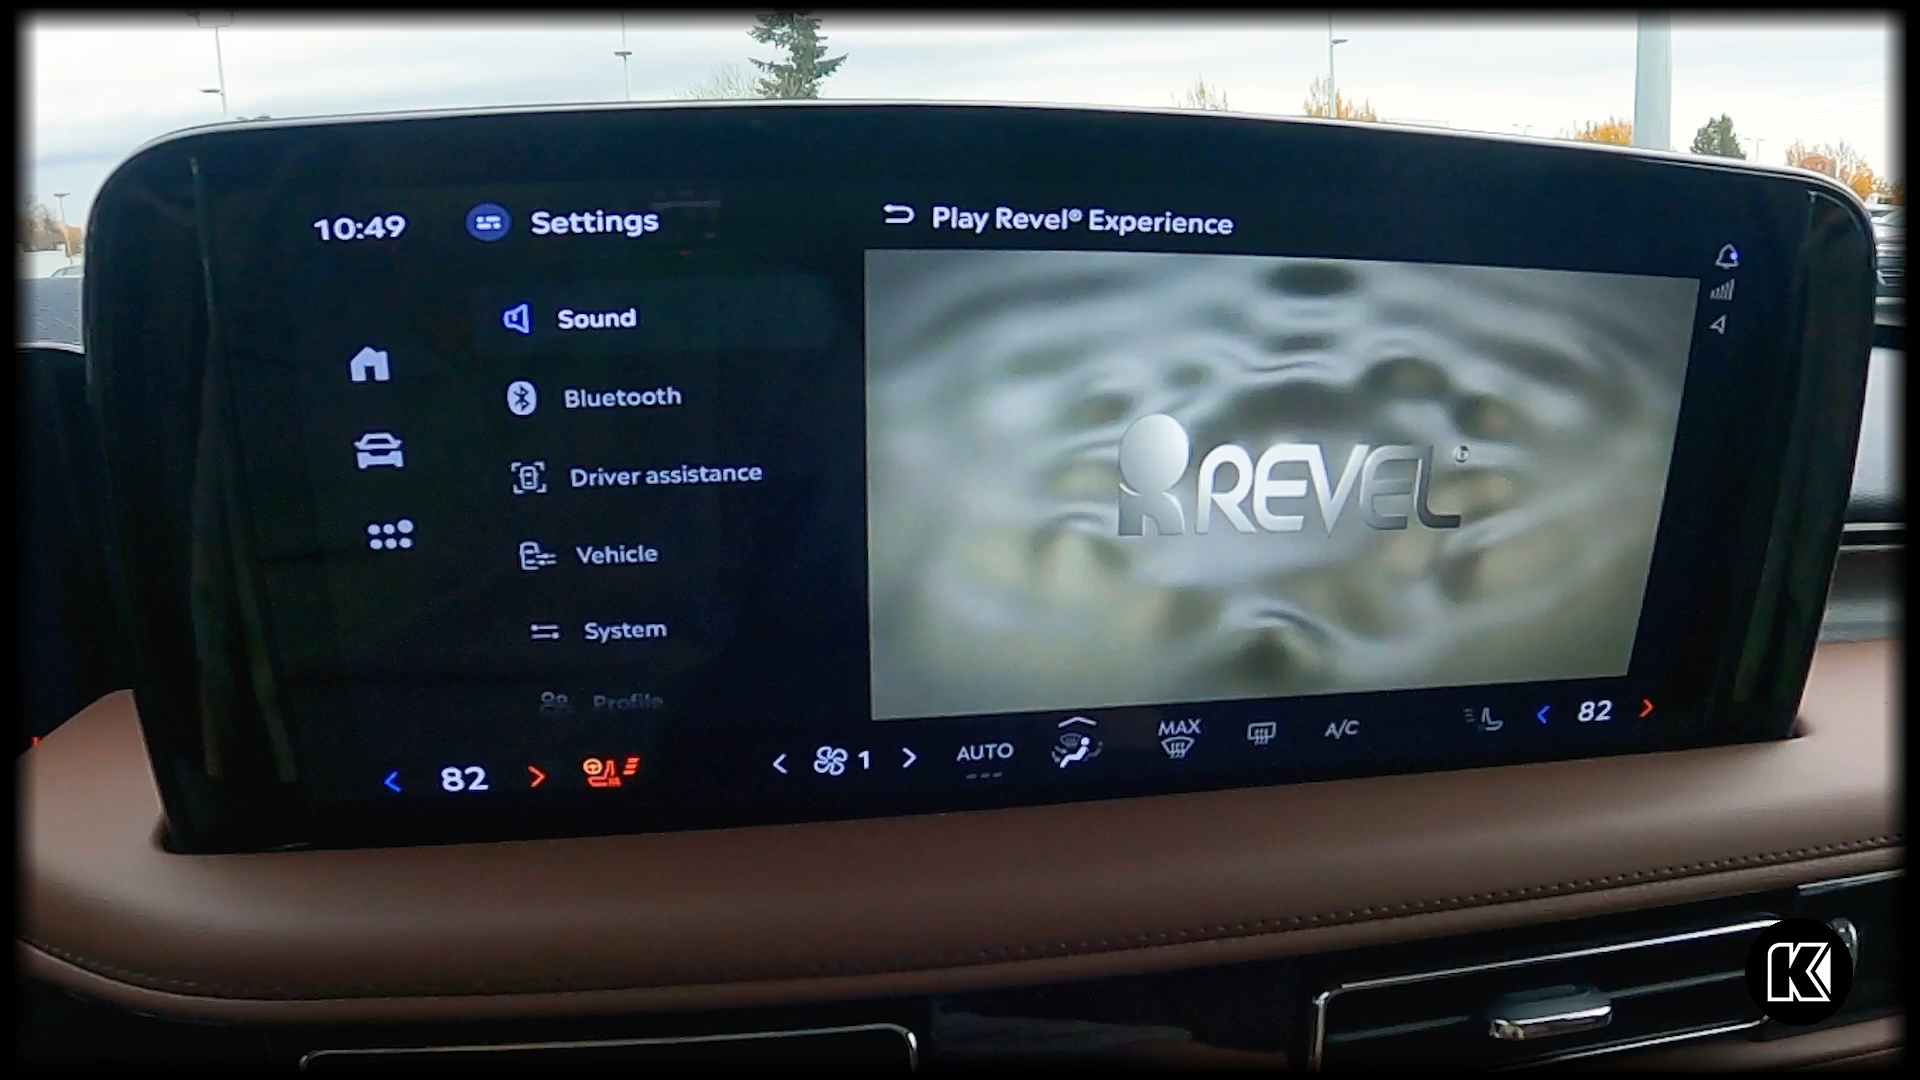 10:49
Settings
Play Revel® Experience
Sound
Bluetooth
Driver assistance
Vehicle
System
Profile
REVEL®
82
1
AUTO
MAX
A/C
82
K